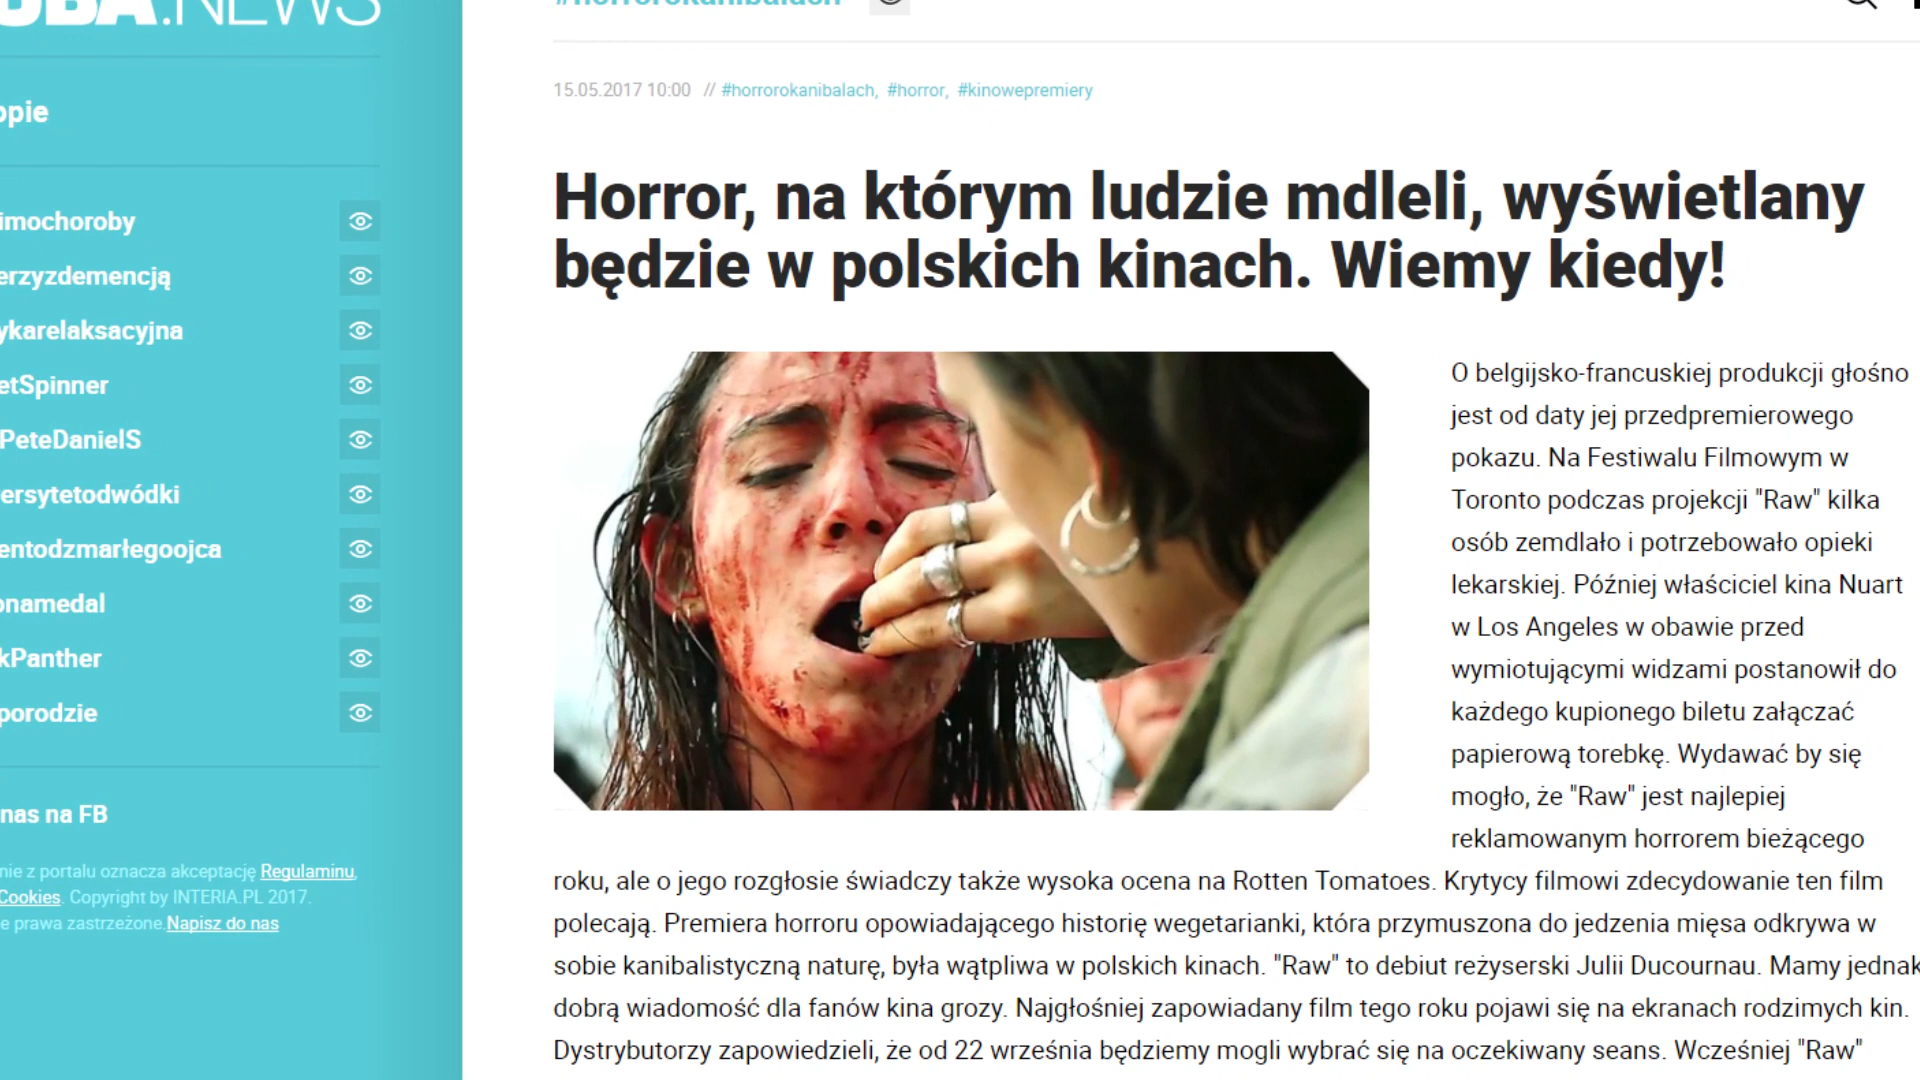 .NEWS
15.05.2017 10:00 // #horrorokanibalach, #horror, #kinowepremiery
opie
Horror, na którym ludzie mdleli, wyświetlany
będzie w polskich kinach. Wiemy kiedy!
imochoroby
erzyzdemencją
ykarelaksacyjna
etSpinner
PeteDanielS
ersytetodwódki
entodzmarłegoojca
onamedal
kPanther
porodzie
nas na FB
nie z portalu oznacza akceptację Regulaminu,
Cookies. Copyright by INTERIA.PL 2017.
e prawa zastrzeżone.Napisz do nas
O belgijsko-francuskiej produkcji głośno
jest od daty jej przedpremierowego
pokazu. Na Festiwalu Filmowym w
Toronto podczas projekcji "Raw" kilka
osób zemdlało i potrzebowało opieki
lekarskiej. Później właściciel kina Nuart
w Los Angeles w obawie przed
wymiotującymi widzami postanowił do
każdego kupionego biletu załączać
papierową torebkę. Wydawać by się
mogło, że "Raw" jest najlepiej
reklamowanym horrorem bieżącego
roku, ale o jego rozgłosie świadczy także wysoka ocena na Rotten Tomatoes. Krytycy filmowi zdecydowanie ten film
polecają. Premiera horroru opowiadającego historię wegetarianki, która przymuszona do jedzenia mięsa odkrywa w
sobie kanibalistyczną naturę, była wątpliwa w polskich kinach. "Raw" to debiut reżyserski Julii Ducournau. Mamy jednak
dobrą wiadomość dla fanów kina grozy. Najgłośniej zapowiadany film tego roku pojawi się na ekranach rodzimych kin.
Dystrybutorzy zapowiedzieli, że od 22 września będziemy mogli wybrać się na oczekiwany seans. Wcześniej "Raw"